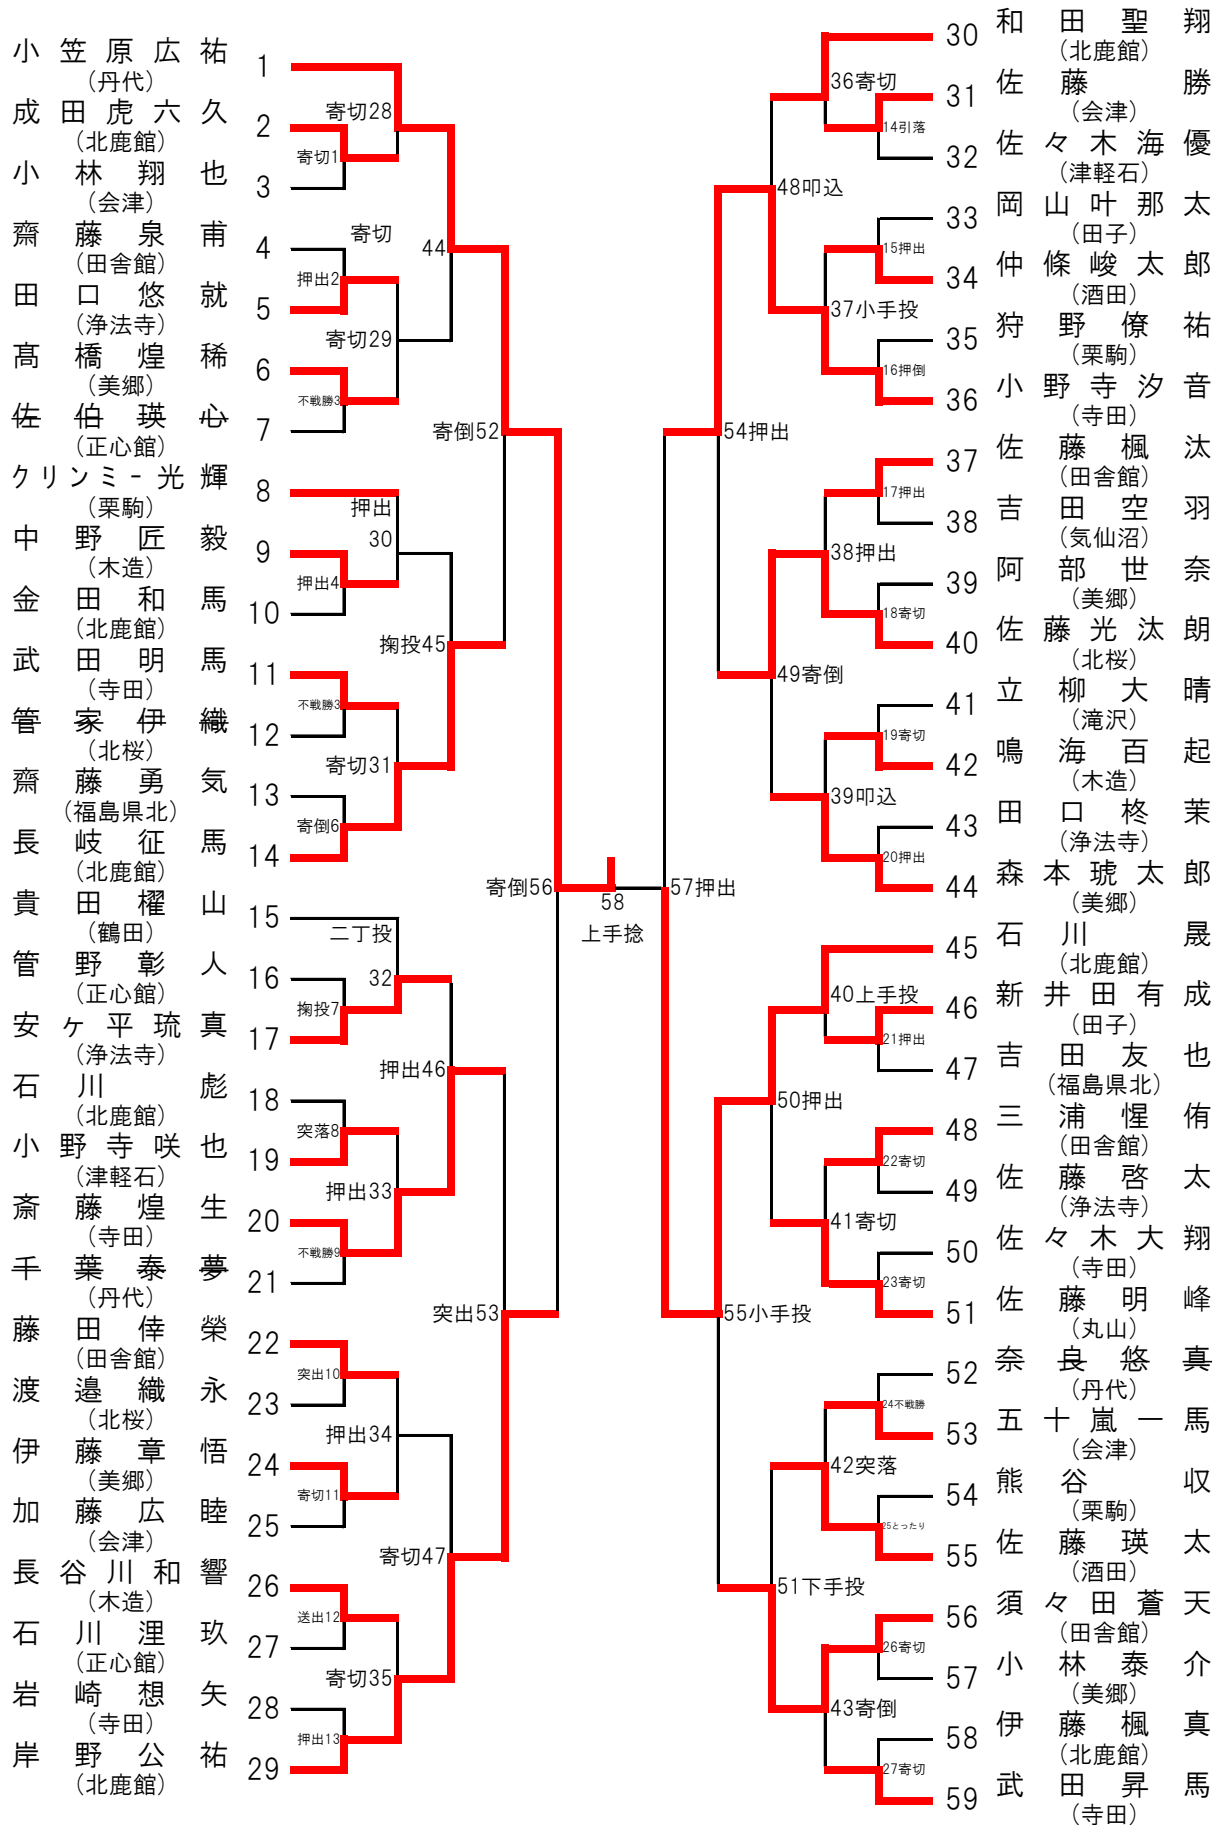 小笠原広祐 1
（丹代）
成田虎六久 2
（北鹿館）
小林翔也 3
（会津）
齋藤泉甫 4
（田舎館）
田口悠就 5
（浄法寺）
髙橋煌稀 6
（美郷）
佐伯瑛心 7
（正心館）
クリンミー光輝 8
（栗駒）
中野匠毅 9
（木造）
金田和馬 10
（北鹿館）
武田明馬 11
（寺田）
管家伊織 12
（北桜）
齋藤勇気 13
（福島県北）
長岐征馬 14
（北鹿館）
貴田櫂山 15
（鶴田）
管野彰人 16
（正心館）
安ヶ平琉真 17
（浄法寺）
石川彪 18
（北鹿館）
小野寺咲也 19
（津軽石）
斎藤煌生 20
（寺田）
千葉泰夢 21
（丹代）
藤田倖榮 22
（田舎館）
渡邉織永 23
（北桜）
伊藤章悟 24
（美郷）
加藤広睦 25
（会津）
長谷川和響 26
（木造）
石川浬玖 27
（正心館）
岩崎想矢 28
（寺田）
岸野公祐 29
（北鹿館）
寄切1
押出2
不戦勝3
押出4
不戦勝3
寄倒6
掬投7
突落8
不戦勝9
突出10
寄切11
送出12
押出13
寄切28
寄切29
押出
30
寄切31
二丁投
32
押出33
押出34
寄切35
寄切
44
掬投45
押出46
寄切47
寄倒52
突出53
寄倒56
58
上手捻
57押出
54押出
55小手投
48叩込
49寄倒
50押出
51下手投
36寄切
37小手投
38押出
39叩込
40上手投
41寄切
42突落
43寄倒
14引落
15押出
16押倒
17押出
18寄切
19寄切
20押出
21押出
22寄切
23寄切
24不戦勝
25とったり
26寄切
27寄切
30 和田聖翔
（北鹿館）
31 佐藤勝
（会津）
32 佐々木海優
（津軽石）
33 岡山叶那太
（田子）
34 仲條峻太郎
（酒田）
35 狩野僚祐
（栗駒）
36 小野寺汐音
（寺田）
37 佐藤楓汰
（田舎館）
38 吉田空羽
（気仙沼）
39 阿部世奈
（美郷）
40 佐藤光汰朗
（北桜）
41 立柳大晴
（滝沢）
42 鳴海百起
（木造）
43 田口柊茉
（浄法寺）
44 森本琥太郎
（美郷）
45 石川晟
（北鹿館）
46 新井田有成
（田子）
47 吉田友也
（福島県北）
48 三浦惺侑
（田舎館）
49 佐藤啓太
（浄法寺）
50 佐々木大翔
（寺田）
51 佐藤明峰
（丸山）
52 奈良悠真
（丹代）
53 五十嵐一馬
（会津）
54 熊谷収
（栗駒）
55 佐藤瑛太
（酒田）
56 須々田蒼天
（田舎館）
57 小林泰介
（美郷）
58 伊藤楓真
（北鹿館）
59 武田昇馬
（寺田）